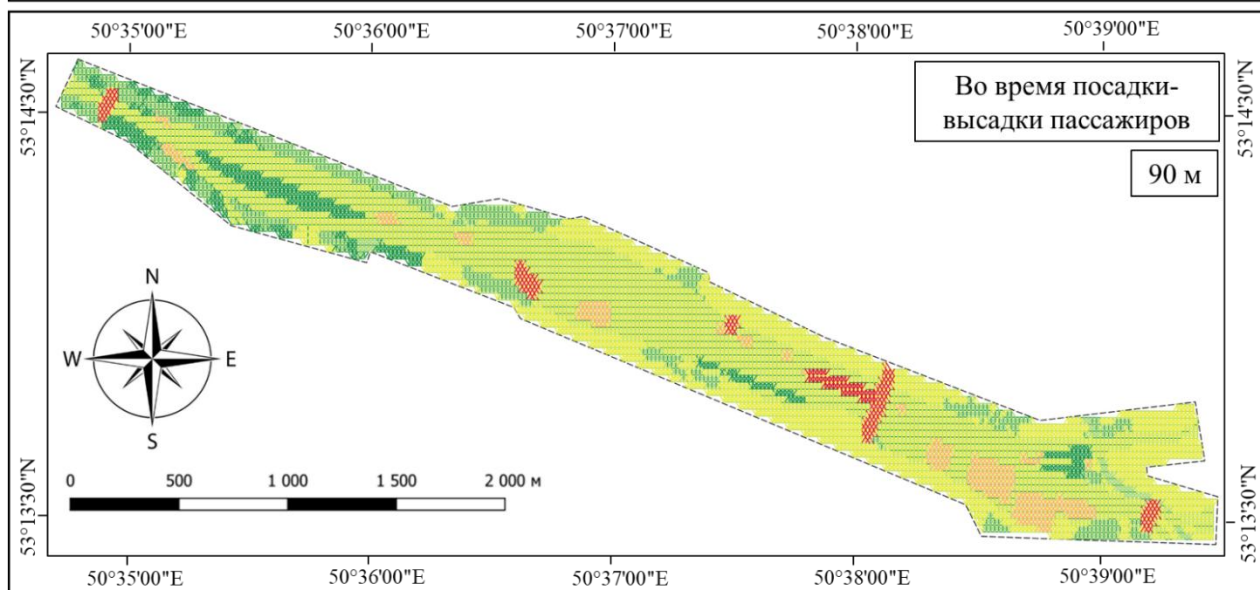 50°35'00"E 50°36'00"E 50°37'00"E 50°38'00"E 50°39'00"E
53°14'30"N
53°14'30"N
Во время посадки-
высадки пассажиров
90 м
N
W E
S
0 500 1 000 1 500 2 000 м
53°13'30"N
53°13'30"N
50°35'00"E 50°36'00"E 50°37'00"E 50°38'00"E 50°39'00"E